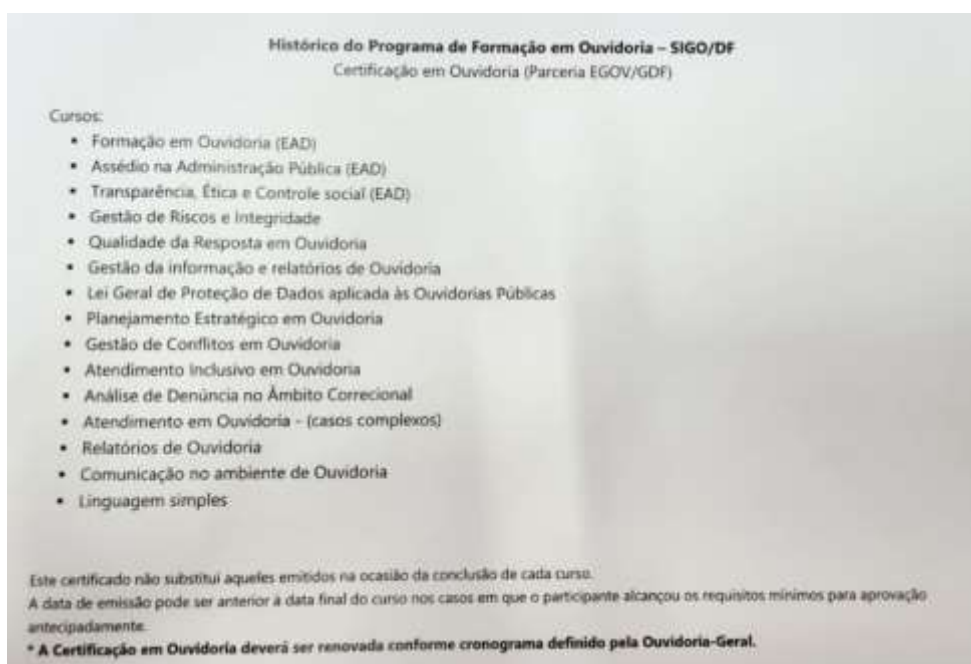 Histórico do Programa de Formação em Ouvidoria – SIGO/DF
Certificação em Ouvidoria (Parceria EGOV/GDF)
Cursos:
• Formação em Ouvidoria (EAD)
• Assédio na Administração Pública (EAD)
• Transparência, Ética e Controle social (EAD)
• Gestão de Riscos e Integridade
• Qualidade da Resposta em Ouvidoria
• Gestão da informação e relatórios de Ouvidoria
• Lei Geral de Proteção de Dados aplicada às Ouvidorias Públicas
• Planejamento Estratégico em Ouvidoria
• Gestão de Conflitos em Ouvidoria
• Atendimento Inclusivo em Ouvidoria
• Análise de Denúncia no Âmbito Correcional
• Atendimento em Ouvidoria - (casos complexos)
• Relatórios de Ouvidoria
• Comunicação no ambiente de Ouvidoria
• Linguagem simples
Este certificado não substitui aqueles emitidos na ocasião da conclusão de cada curso.
A data de emissão pode ser anterior à data final do curso nos casos em que o participante alcançou os requisitos mínimos para aprovação
antecipadamente.
* A Certificação em Ouvidoria deverá ser renovada conforme cronograma definido pela Ouvidoria-Geral.